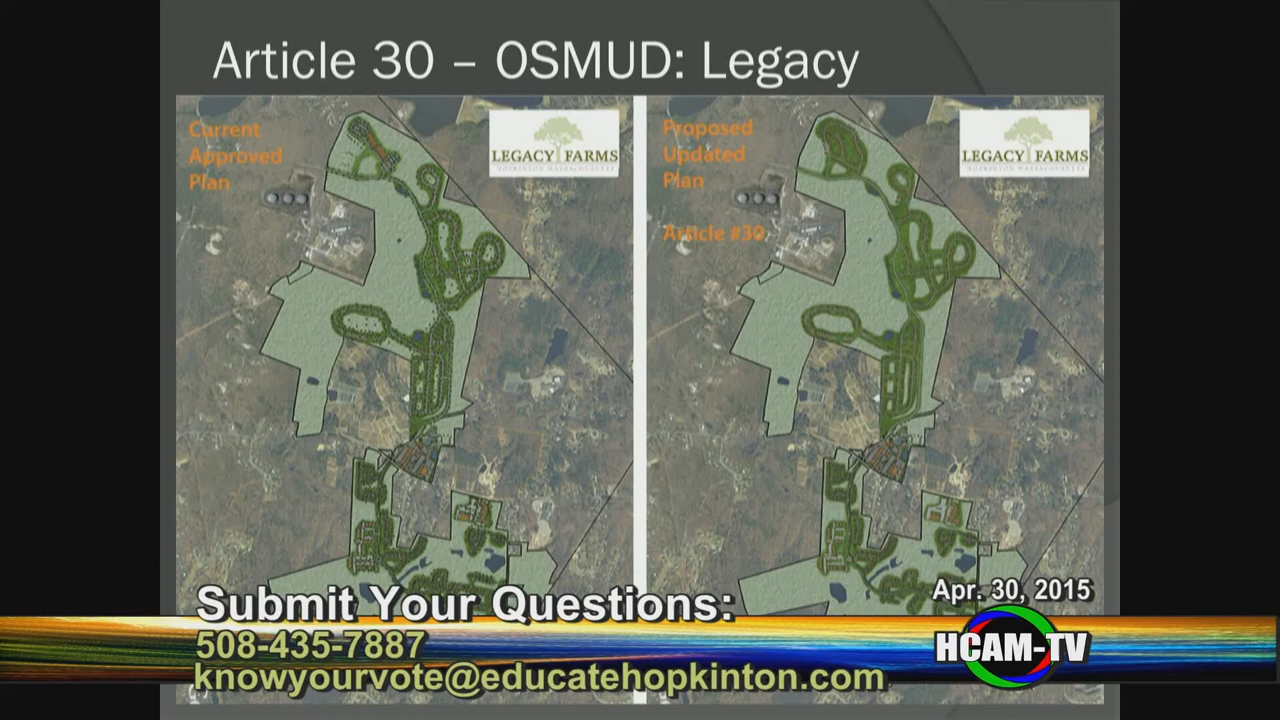 Article 30 – OSMUD: Legacy
Current
Approved
Plan
LEGACY FARMS
HOPKINTON MASSACHUSETTS
Proposed
Updated
Plan
Article #30
LEGACY FARMS
HOPKINTON MASSACHUSETTS
Submit Your Questions:
508-435-7887
knowyourvote@educatehopkinton.com
Apr. 30, 2015
HCAM-TV